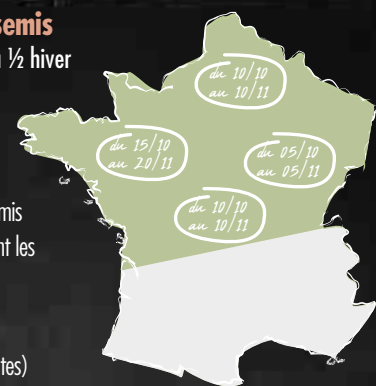 semis
½ hiver
du 10/10
au 10/11
du 15/10
au 20/11
du 05/10
au 05/11
du 10/10
au 10/11
mis
nt les
tes)